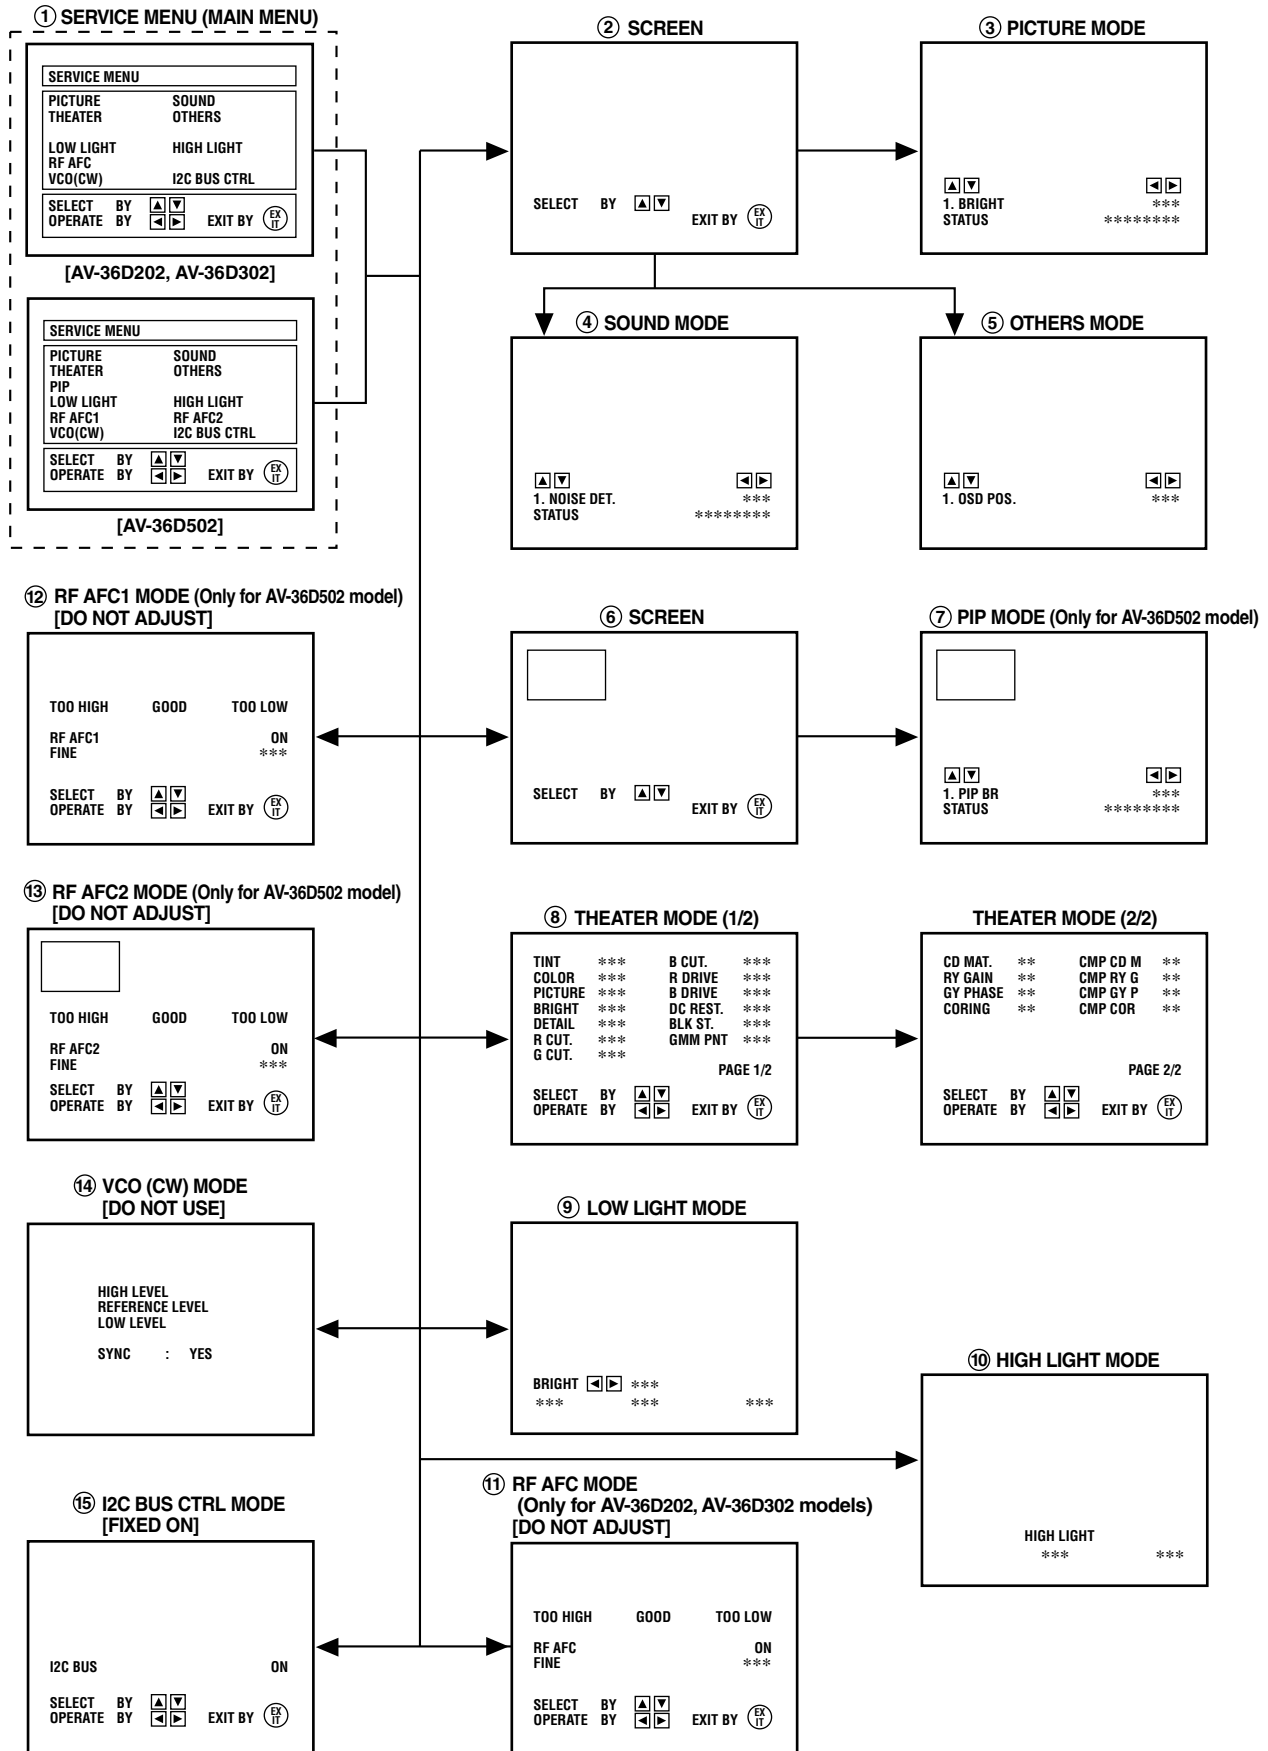 ① SERVICE MENU (MAIN MENU)
SERVICE MENU
PICTURE SOUND
THEATER OTHERS
LOW LIGHT HIGH LIGHT
RF AFC
VCO(CW) I2C BUS CTRL
SELECT BY ▲▼
OPERATE BY ◀▶ EXIT BY EXIT
[AV-36D202, AV-36D302]
SERVICE MENU
PICTURE SOUND
THEATER OTHERS
PIP
LOW LIGHT HIGH LIGHT
RF AFC1 RF AFC2
VCO(CW) I2C BUS CTRL
SELECT BY ▲▼
OPERATE BY ◀▶ EXIT BY EXIT
[AV-36D502]
② SCREEN
SELECT BY ▲▼
EXIT BY EXIT
③ PICTURE MODE
▲▼ ◀▶
1. BRIGHT ***
STATUS ********
④ SOUND MODE
▲▼ ◀▶
1. NOISE DET. ***
STATUS ********
⑤ OTHERS MODE
▲▼ ◀▶
1. OSD POS. ***
⑫ RF AFC1 MODE (Only for AV-36D502 model)
[DO NOT ADJUST]
TOO HIGH GOOD TOO LOW
RF AFC1 ON
FINE ***
SELECT BY ▲▼
OPERATE BY ◀▶ EXIT BY EXIT
⑥ SCREEN
SELECT BY ▲▼
EXIT BY EXIT
⑦ PIP MODE (Only for AV-36D502 model)
▲▼ ◀▶
1. PIP BR ***
STATUS ********
⑬ RF AFC2 MODE (Only for AV-36D502 model)
[DO NOT ADJUST]
TOO HIGH GOOD TOO LOW
RF AFC2 ON
FINE ***
SELECT BY ▲▼
OPERATE BY ◀▶ EXIT BY EXIT
⑧ THEATER MODE (1/2)
TINT *** B CUT. ***
COLOR *** R DRIVE ***
PICTURE *** B DRIVE ***
BRIGHT *** DC REST. ***
DETAIL *** BLK ST. ***
R CUT. *** GMM PNT ***
G CUT. ***
PAGE 1/2
SELECT BY ▲▼
OPERATE BY ◀▶ EXIT BY EXIT
THEATER MODE (2/2)
CD MAT. ** CMP CD M **
RY GAIN ** CMP RY G **
GY PHASE ** CMP GY P **
CORING ** CMP COR **
PAGE 2/2
SELECT BY ▲▼
OPERATE BY ◀▶ EXIT BY EXIT
⑭ VCO (CW) MODE
[DO NOT USE]
HIGH LEVEL
REFERENCE LEVEL
LOW LEVEL
SYNC : YES
⑨ LOW LIGHT MODE
BRIGHT ◀▶ ***
*** *** ***
⑩ HIGH LIGHT MODE
HIGH LIGHT
*** ***
⑮ I2C BUS CTRL MODE
[FIXED ON]
I2C BUS ON
SELECT BY ▲▼
OPERATE BY ◀▶ EXIT BY EXIT
⑪ RF AFC MODE
(Only for AV-36D202, AV-36D302 models)
[DO NOT ADJUST]
TOO HIGH GOOD TOO LOW
RF AFC ON
FINE ***
SELECT BY ▲▼
OPERATE BY ◀▶ EXIT BY EXIT